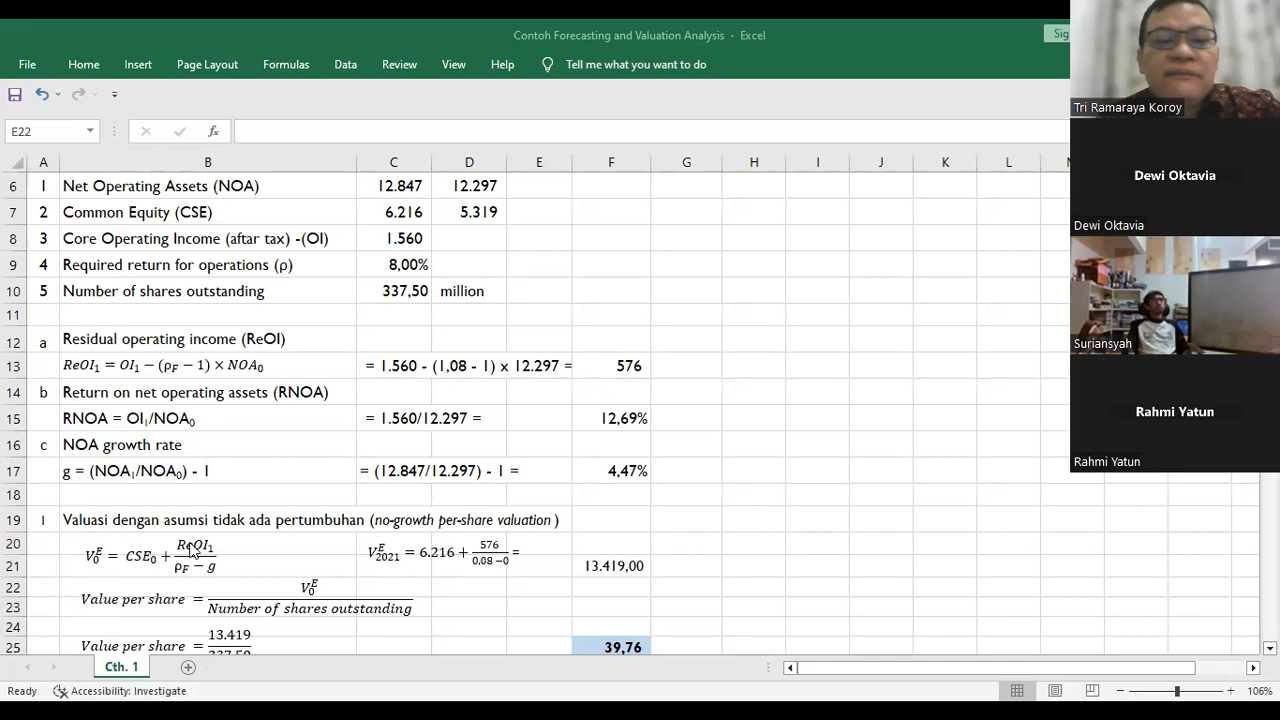 Contoh Forecasting and Valuation Analysis - Excel
Sig
File Home Insert Page Layout Formulas Data Review View Help Tell me what you want to do
E22
fx
A B C D E F G H I J K L
6 1 Net Operating Assets (NOA) 12.847 12.297
7 2 Common Equity (CSE) 6.216 5.319
8 3 Core Operating Income (aftar tax) -(OI) 1.560
9 4 Required return for operations (ρ) 8,00%
10 5 Number of shares outstanding 337,50 million
11
12 a Residual operating income (ReOI)
13 ReOI₁ = OI₁ − (ρ_F − 1) × NOA₀ = 1.560 - (1,08 - 1) x 12.297 = 576
14 b Return on net operating assets (RNOA)
15 RNOA = OI₁/NOA₀ = 1.560/12.297 = 12,69%
16 c NOA growth rate
17 g = (NOA₁/NOA₀) - 1 = (12.847/12.297) - 1 = 4,47%
18
19 I Valuasi dengan asumsi tidak ada pertumbuhan (no-growth per-share valuation)
20 V₀ᴱ = CSE₀ + ReOI₁ / ρ_F − g V₂₀₂₁ᴱ = 6.216 + 576 / 0,08 −0 =
21 13.419,00
22 Value per share = V₀ᴱ / Number of shares outstanding
23
24 Value per share = 13.419 / 337,50
25 39,76
Cth. 1
Ready Accessibility: Investigate 106%
Tri Ramaraya Koroy
Dewi Oktavia
Dewi Oktavia
Suriansyah
Rahmi Yatun
Rahmi Yatun